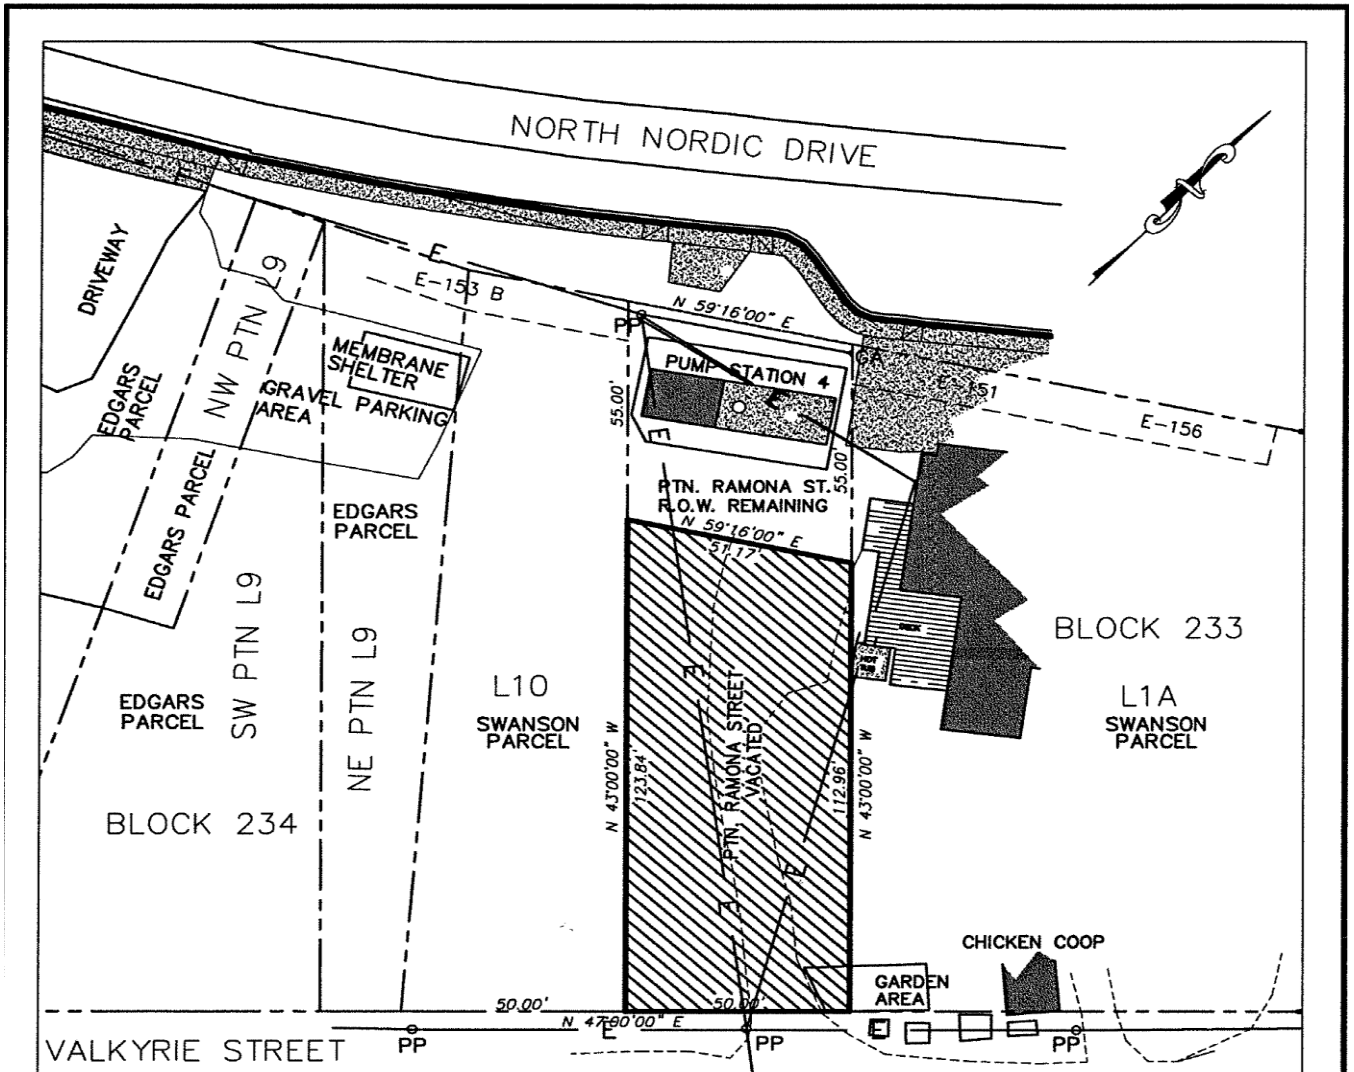 NORTH NORDIC DRIVE
DRIVEWAY
E
E-153 B
N 59°16'00" E
PP
GA
MEMBRANE
SHELTER
GRAVEL PARKING
AREA
PUMP STATION 4
E
E-151
E-156
EDGARS
PARCEL
NW PTN L9
EDGARS PARCEL
55.00'
E
55.00'
PTN. RAMONA ST.
R.O.W. REMAINING
N 59°16'00" E
51.17'
EDGARS
PARCEL
DECK
HOT
TUB
BLOCK 233
L1A
SWANSON
PARCEL
SW PTN L9
NE PTN L9
EDGARS
PARCEL
L10
SWANSON
PARCEL
E
N 43°00'00" W
123.84'
PTN. RAMONA STREET
VACATED
112.96'
N 43°00'00" W
BLOCK 234
E
CHICKEN COOP
GARDEN
AREA
50.00'
50.00'
N 47°00'00" E
E
E
VALKYRIE STREET
PP
PP
PP